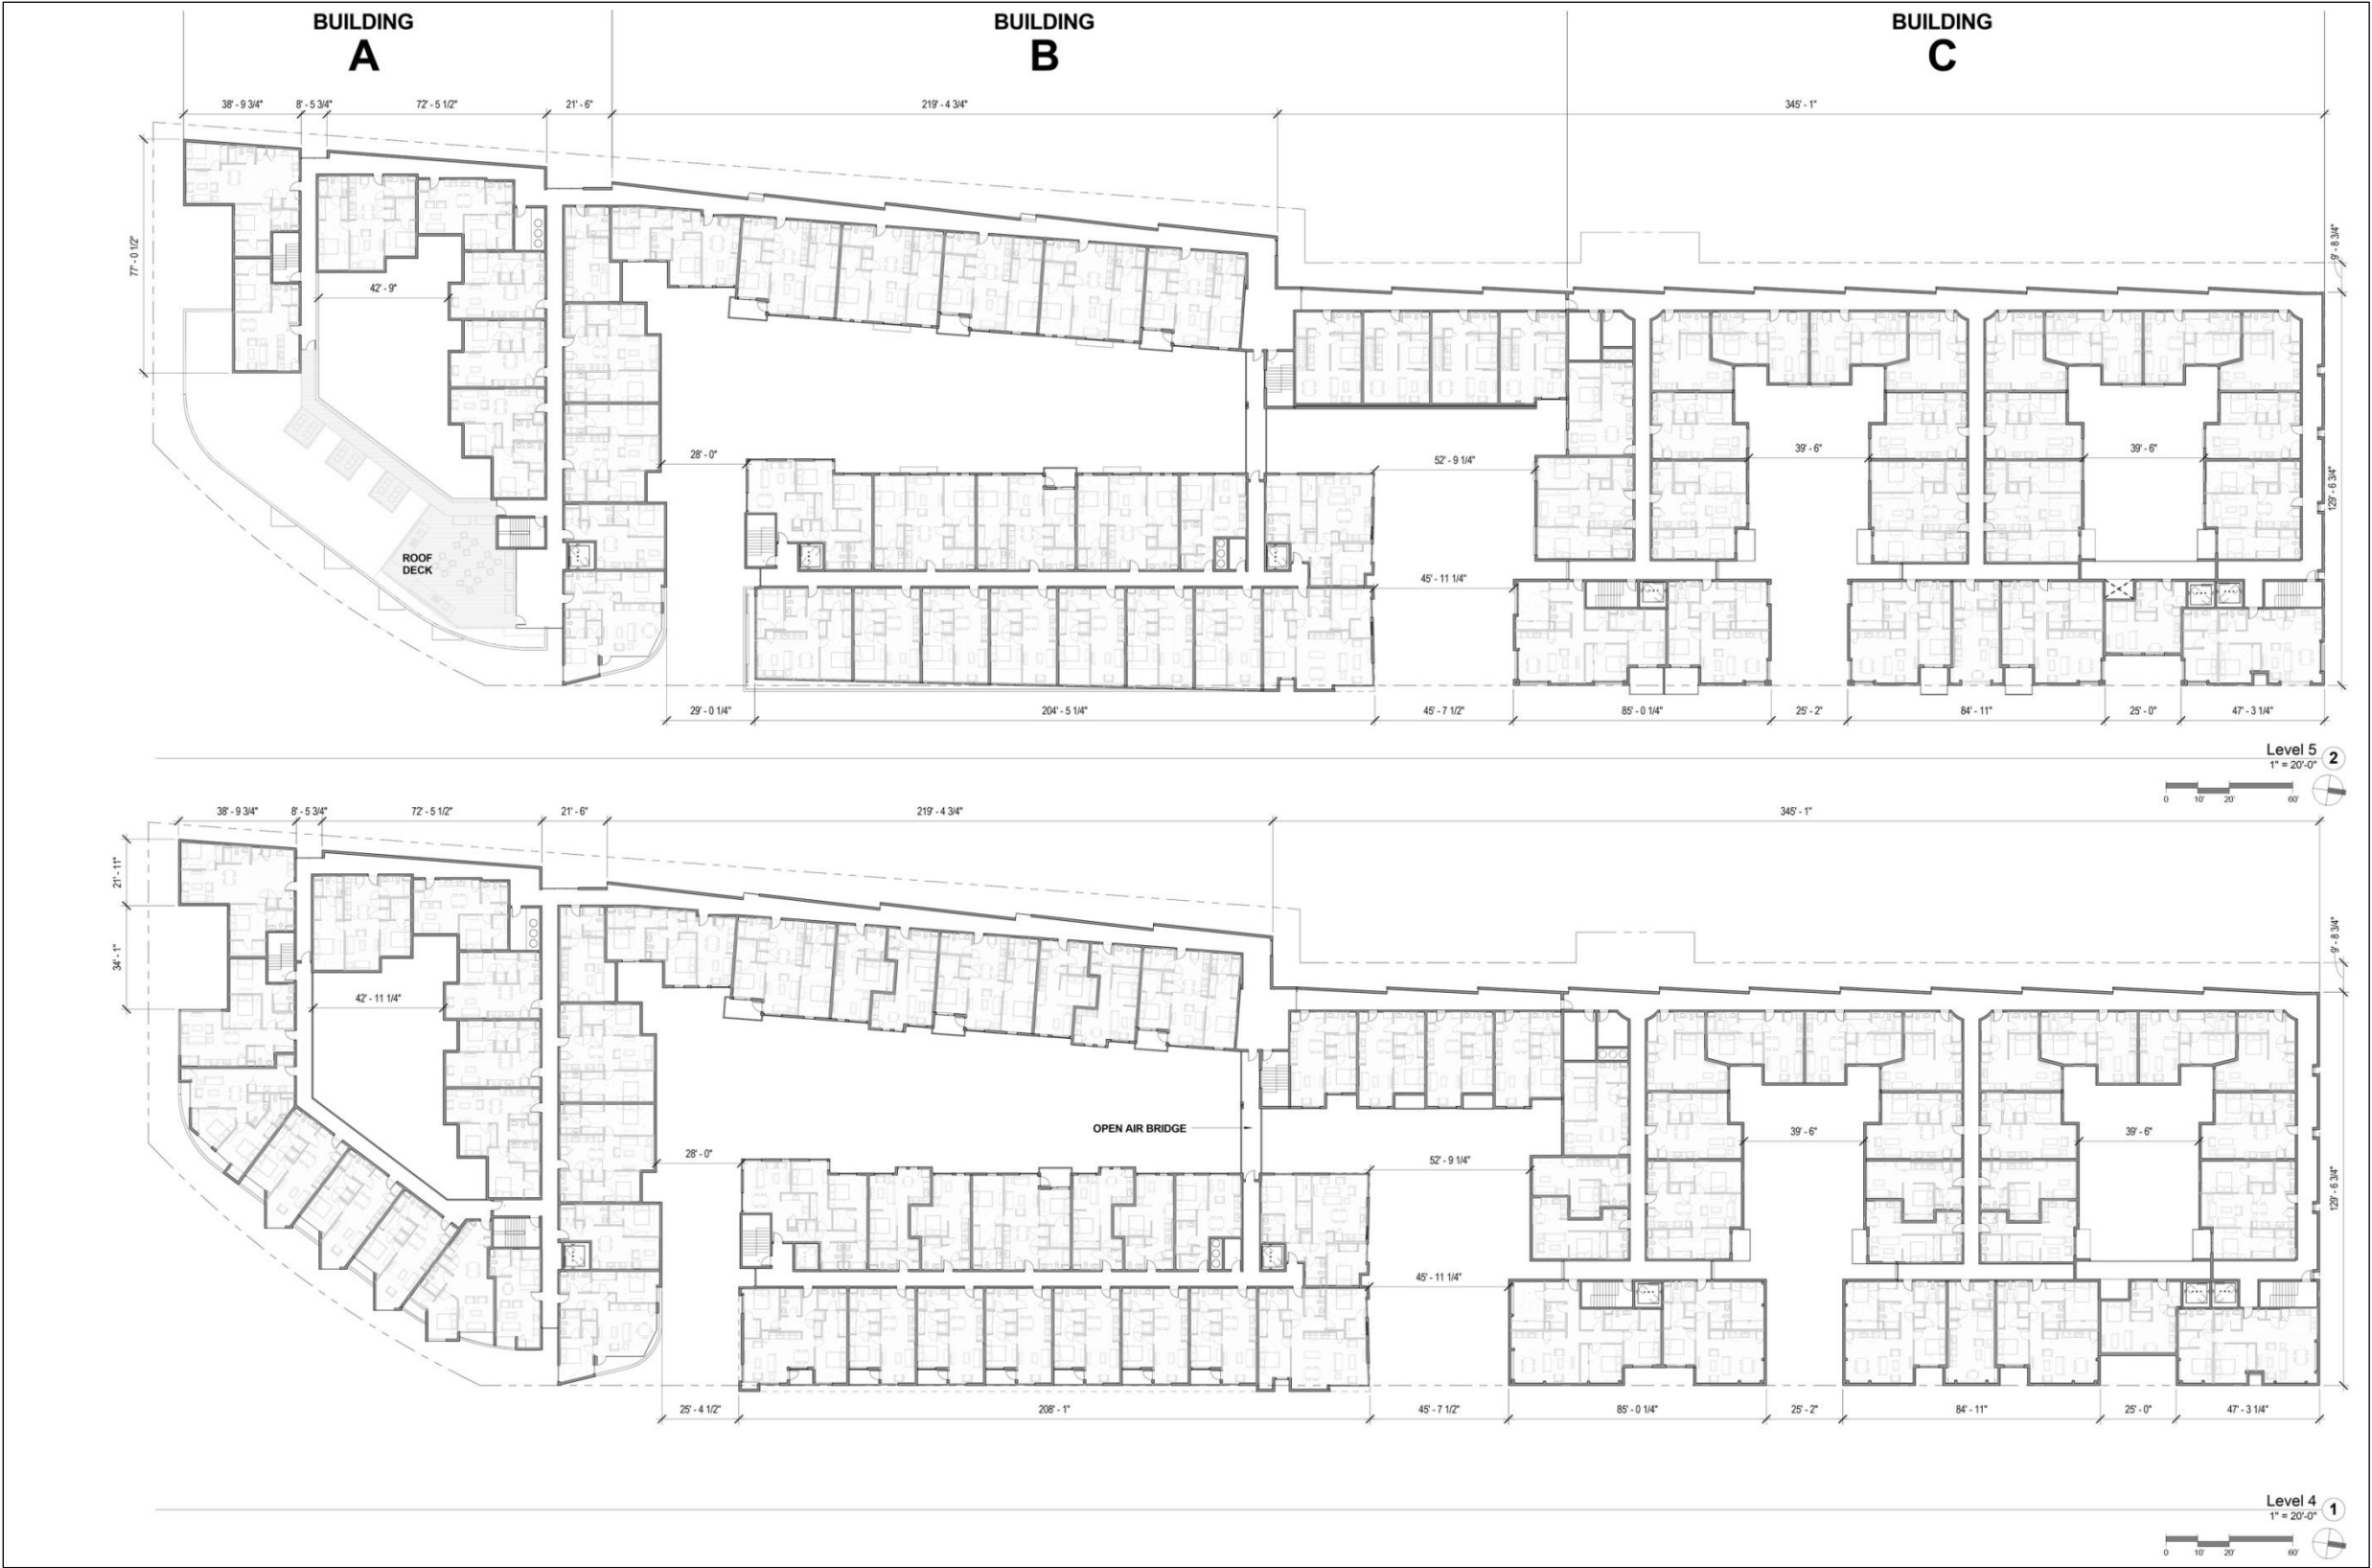 BUILDING
A
BUILDING
B
BUILDING
C
38' - 9 3/4"
8' - 5 3/4"
72' - 5 1/2"
21' - 6"
219' - 4 3/4"
345' - 1"
77' - 0 1/2"
9' - 8 3/4"
42' - 9"
28' - 0"
52' - 9 1/4"
39' - 6"
39' - 6"
129' - 6 3/4"
ROOF
DECK
45' - 11 1/4"
29' - 0 1/4"
204' - 5 1/4"
45' - 7 1/2"
85' - 0 1/4"
25' - 2"
84' - 11"
25' - 0"
47' - 3 1/4"
Level 5
2
1" = 20'-0"
0 10' 20' 60'
38' - 9 3/4"
8' - 5 3/4"
72' - 5 1/2"
21' - 6"
219' - 4 3/4"
345' - 1"
21' - 11"
34' - 1"
9' - 8 3/4"
42' - 11 1/4"
OPEN AIR BRIDGE
28' - 0"
52' - 9 1/4"
39' - 6"
39' - 6"
129' - 6 3/4"
45' - 11 1/4"
25' - 4 1/2"
208' - 1"
45' - 7 1/2"
85' - 0 1/4"
25' - 2"
84' - 11"
25' - 0"
47' - 3 1/4"
Level 4
1
1" = 20'-0"
0 10' 20' 60'